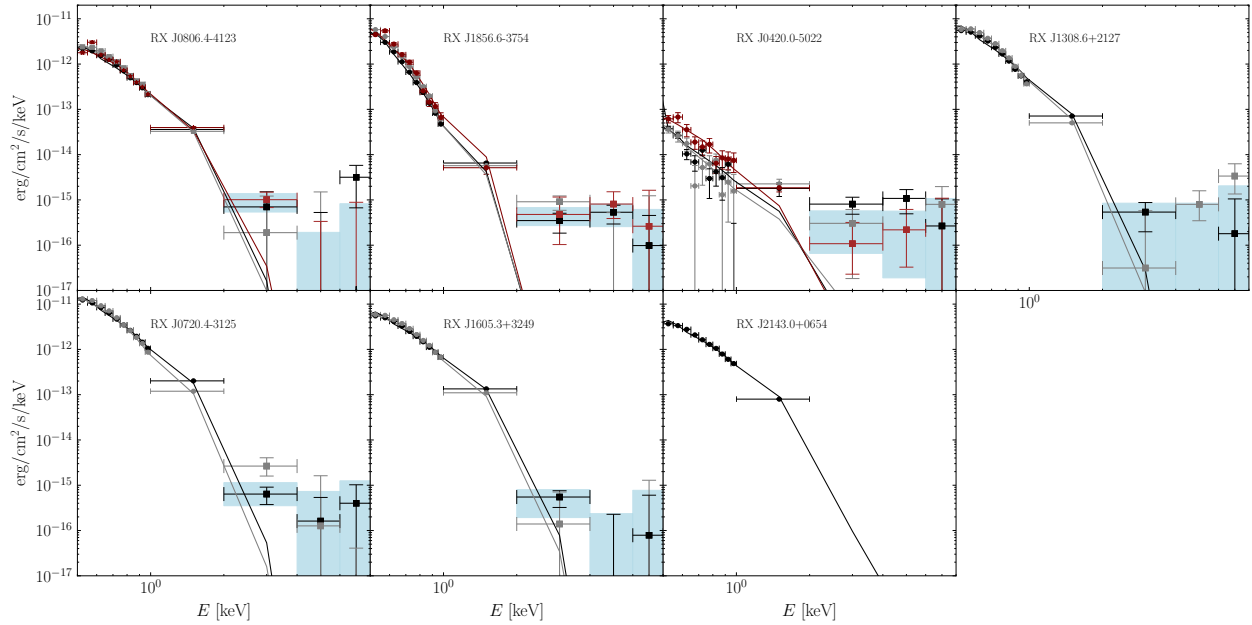 10⁻¹¹
10⁻¹²
10⁻¹³
10⁻¹⁴
10⁻¹⁵
10⁻¹⁶
10⁻¹⁷
erg/cm²/s/keV
RX J0806.4-4123
RX J1856.6-3754
RX J0420.0-5022
RX J1308.6+2127
10⁰
10⁻¹¹
10⁻¹²
10⁻¹³
10⁻¹⁴
10⁻¹⁵
10⁻¹⁶
10⁻¹⁷
erg/cm²/s/keV
RX J0720.4-3125
RX J1605.3+3249
RX J2143.0+0654
10⁰
10⁰
10⁰
E [keV]
E [keV]
E [keV]